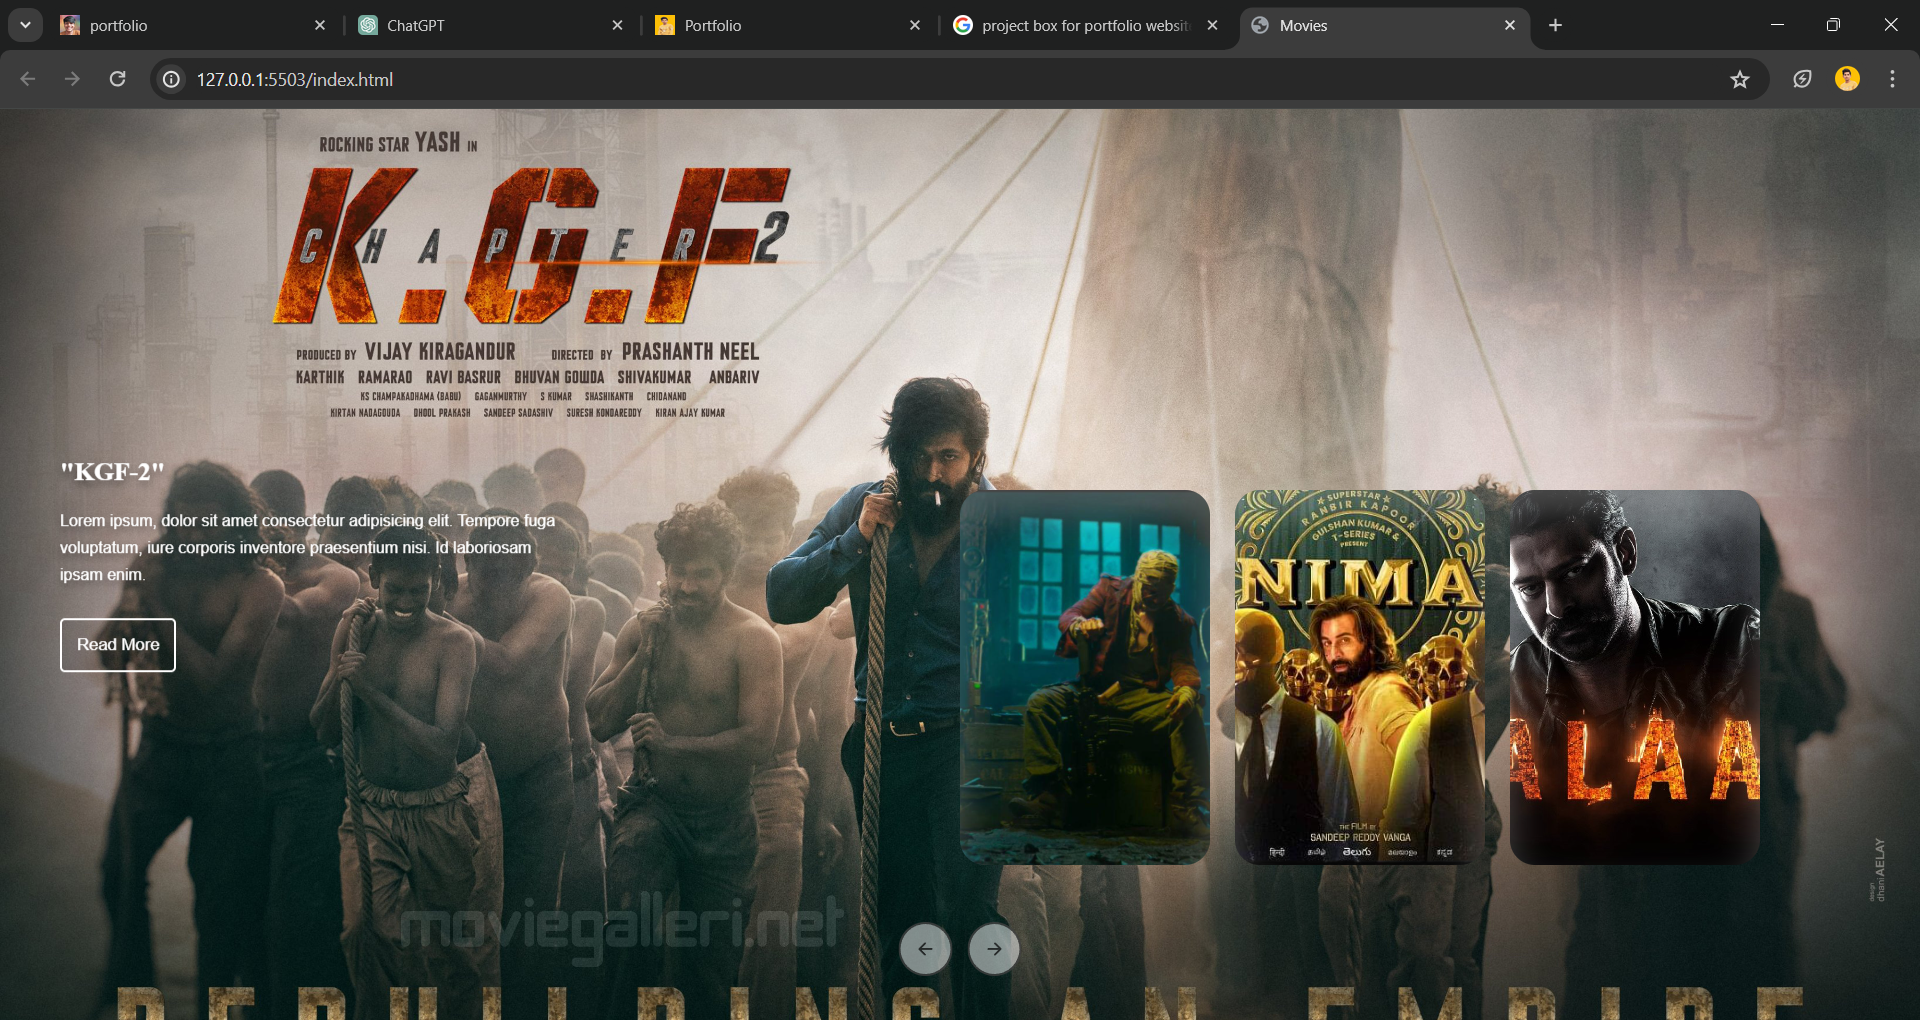 portfolio
ChatGPT
Portfolio
project box for portfolio websit
Movies
127.0.0.1:5503/index.html
ROCKING STAR YASH IN
K.G.F
CHAPTER 2
PRODUCED BY VIJAY KIRAGANDUR DIRECTED BY PRASHANTH NEEL
KARTHIK RAMARAO RAVI BASRUR BHUVAN GOWDA SHIVAKUMAR ANBARIV
KS CHAMPAKADHAMA (BABU) GAGANMURTHY S KUMAR SHASHIKANTH CHIDANAND
KIRTAN NADAGOUDA DHOOL PRAKASH SANDEEP SADASHIV SURESH KONDAREDDY KIRAN AJAY KUMAR
"KGF-2"
Lorem ipsum, dolor sit amet consectetur adipisicing elit. Tempore fuga
voluptatum, iure corporis inventore praesentium nisi. Id laboriosam
ipsam enim.
Read More
SUPERSTAR
RANBIR KAPOOR
GULSHAN KUMAR &
T-SERIES
PRESENT
NIMA
THE FILM BY
SANDEEP REDDY VANGA
हिन्दी தமிழ் తెలుగు മലയാളം ಕನ್ನಡ
ALAA
design
dhani AELAY
moviegalleri.net
REBUILDING AN EMPIRE